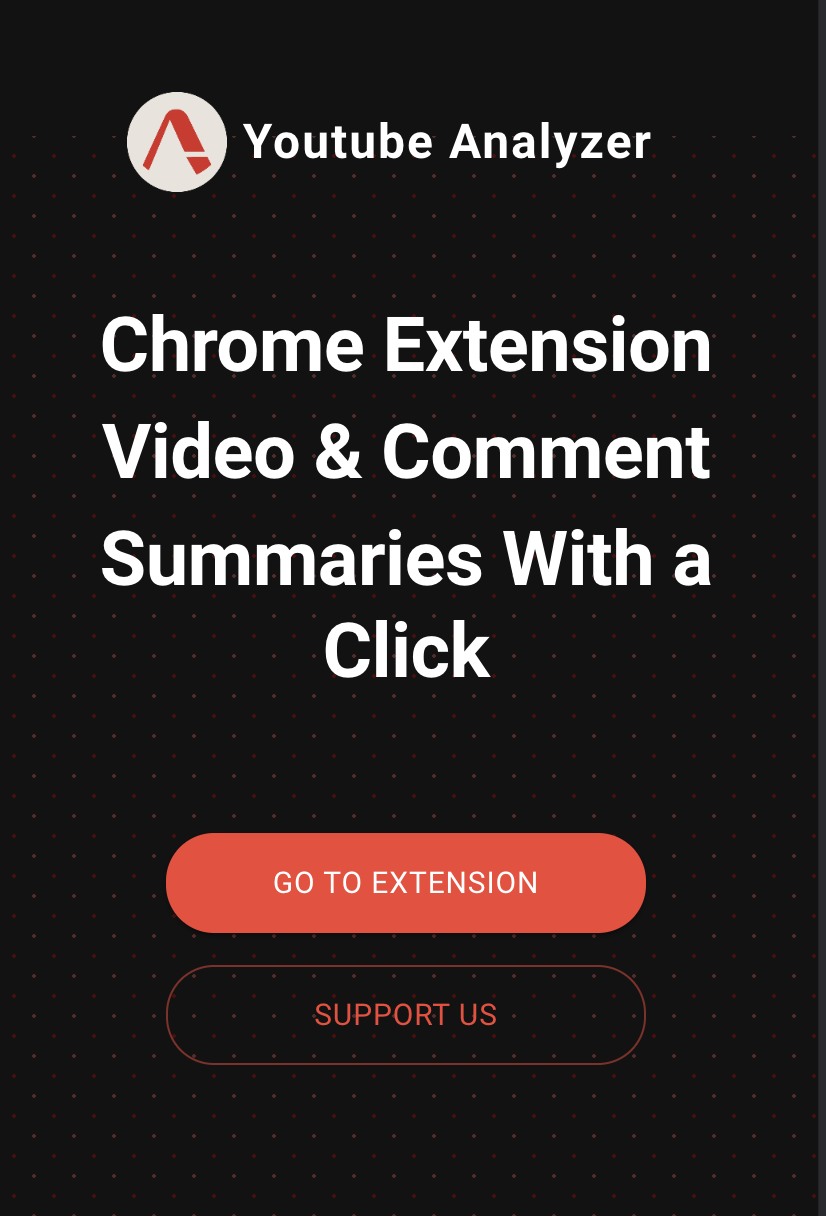 Youtube Analyzer
Chrome Extension
Video & Comment
Summaries With a
Click
GO TO EXTENSION
SUPPORT US